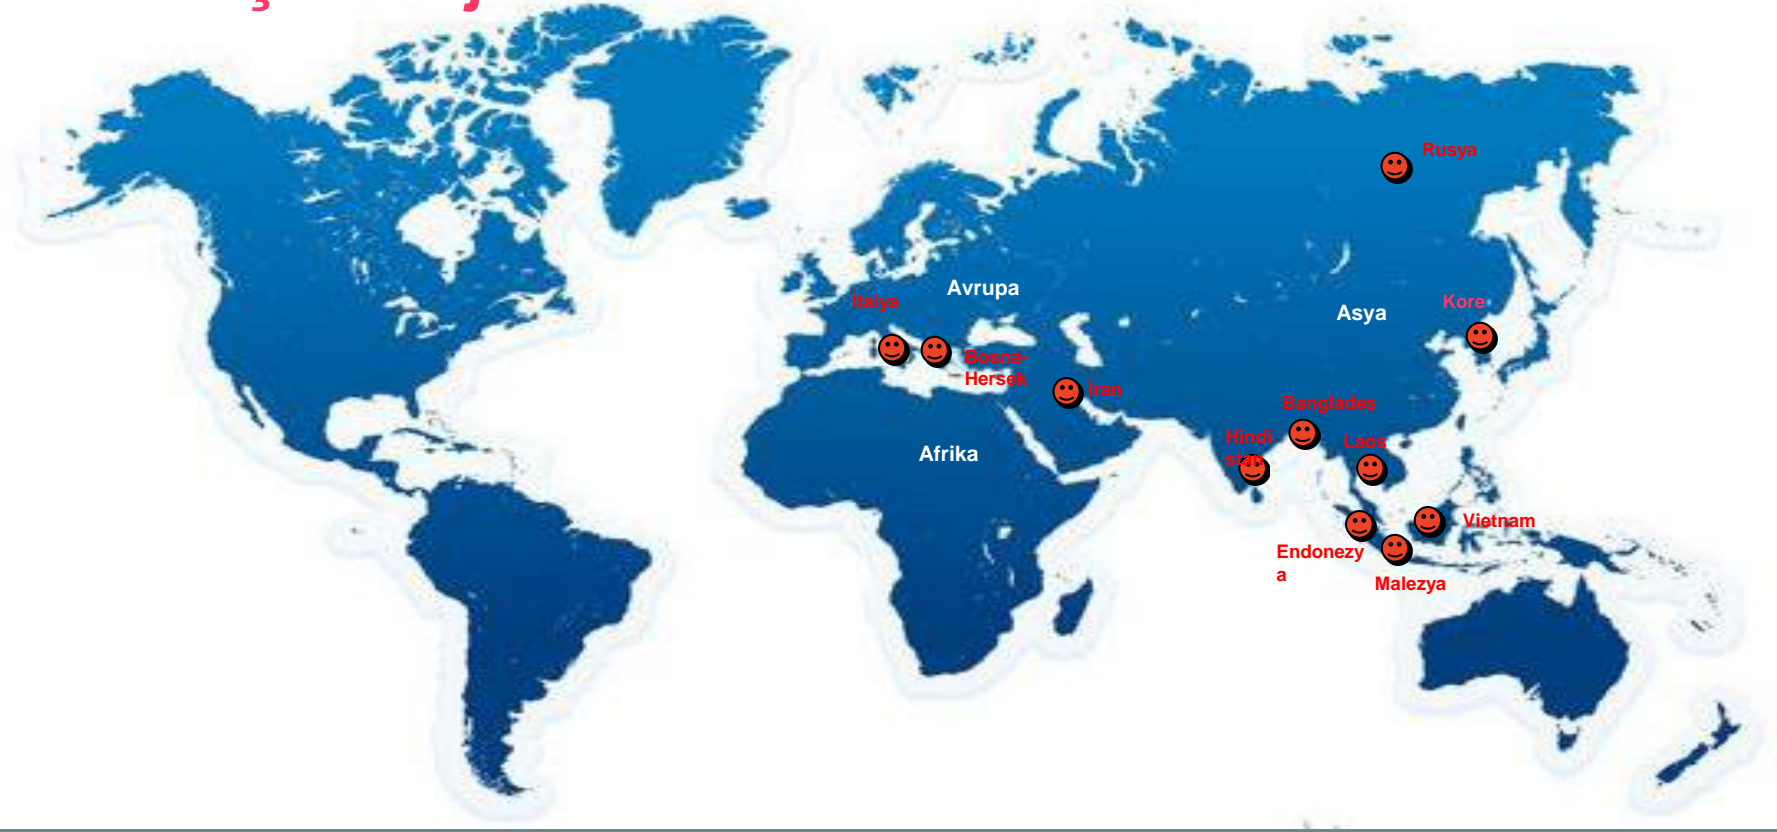 Rusya
Avrupa
İtalya
Kore
Asya
Bosna-
Hersek
İran
Banglades
Hindi
stan
Laos
Afrika
Vietnam
Endonezy
a
Malezya